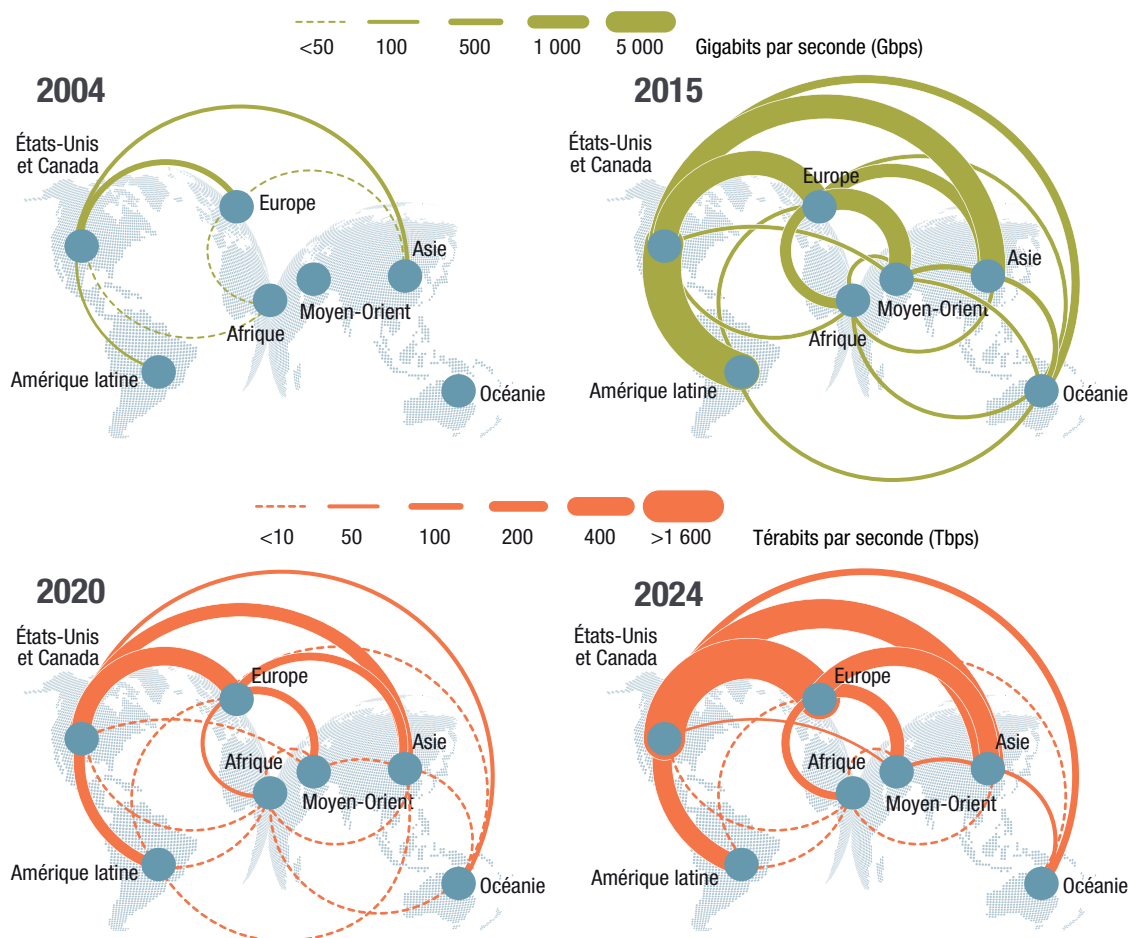 <50 100 500 1 000 5 000 Gigabits par seconde (Gbps)
2004
États-Unis
et Canada
Europe
Asie
Moyen-Orient
Afrique
Amérique latine
Océanie
2015
États-Unis
et Canada
Europe
Asie
Moyen-Orient
Afrique
Amérique latine
Océanie
<10 50 100 200 400 >1 600 Térabits par seconde (Tbps)
2020
États-Unis
et Canada
Europe
Asie
Afrique
Moyen-Orient
Amérique latine
Océanie
2024
États-Unis
et Canada
Europe
Asie
Afrique
Moyen-Orient
Amérique latine
Océanie